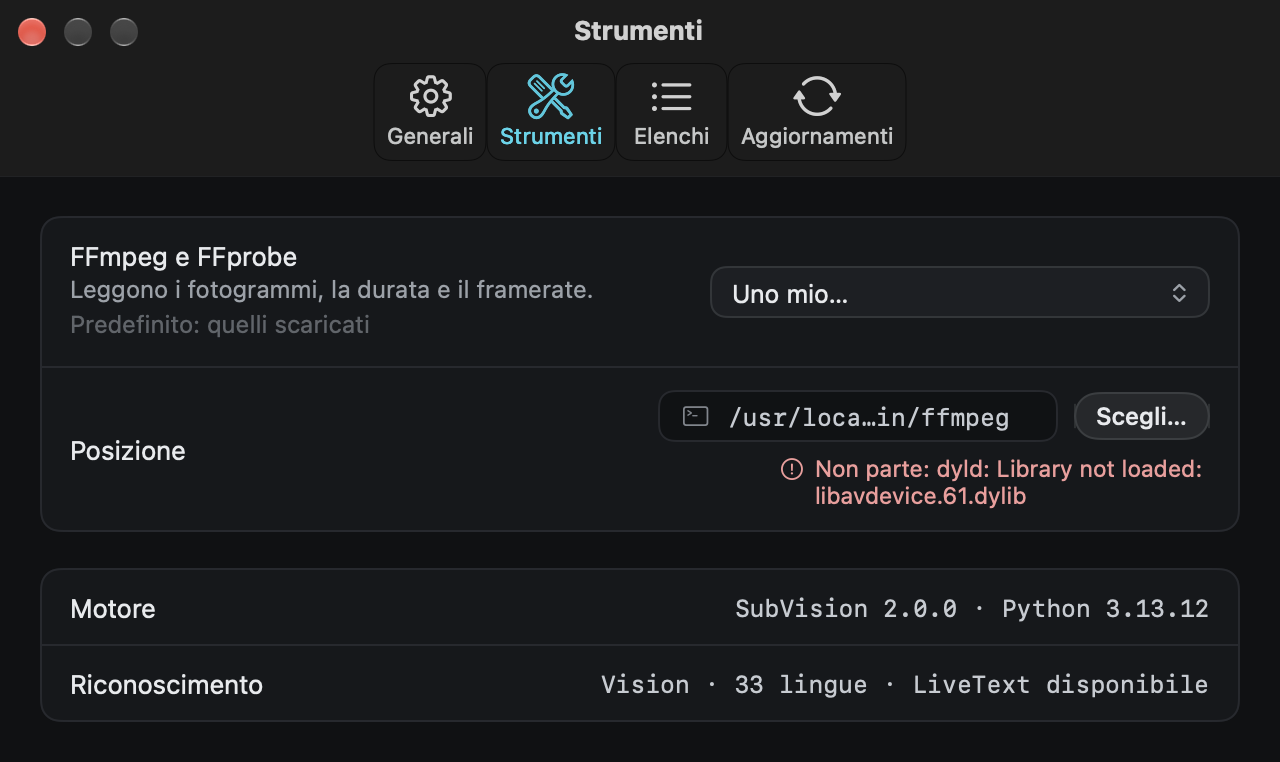 Strumenti
Generali
Strumenti
Elenchi
Aggiornamenti
FFmpeg e FFprobe
Leggono i fotogrammi, la durata e il framerate.
Predefinito: quelli scaricati
Uno mio…
Posizione
/usr/loca…in/ffmpeg
Scegli…
Non parte: dyld: Library not loaded:
libavdevice.61.dylib
Motore
SubVision 2.0.0 · Python 3.13.12
Riconoscimento
Vision · 33 lingue · LiveText disponibile